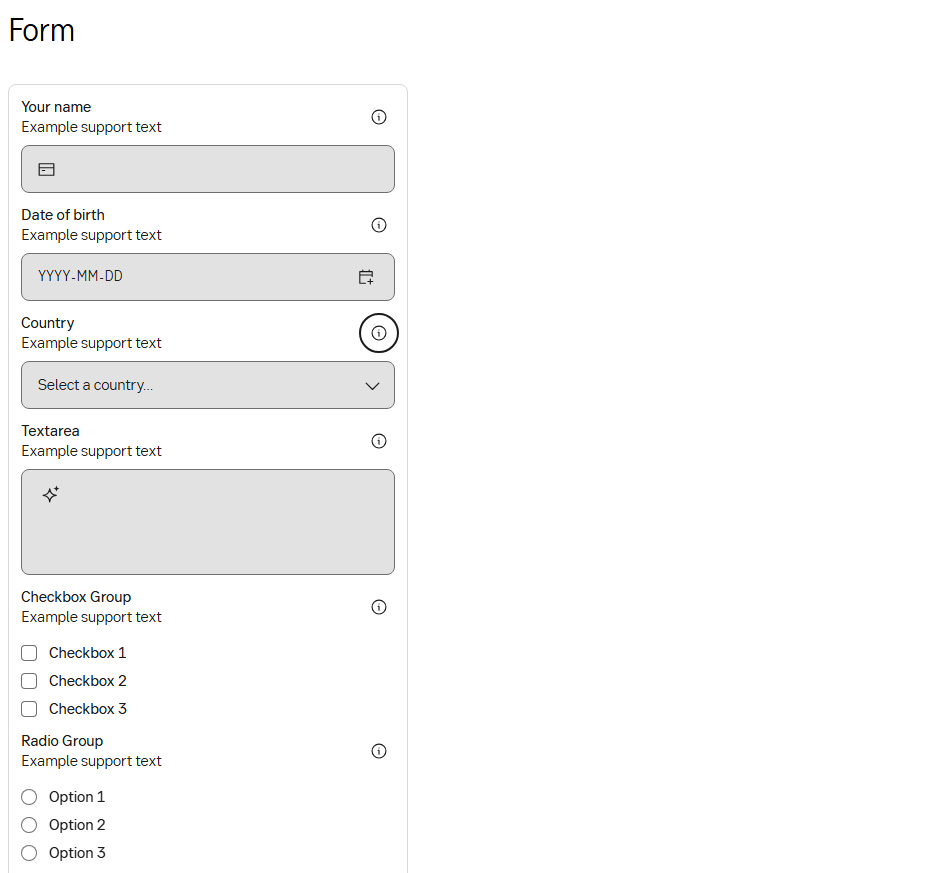 Form
Your name
Example support text
Date of birth
Example support text
YYYY-MM-DD
Country
Example support text
Select a country...
Textarea
Example support text
Checkbox Group
Example support text
Checkbox 1
Checkbox 2
Checkbox 3
Radio Group
Example support text
Option 1
Option 2
Option 3